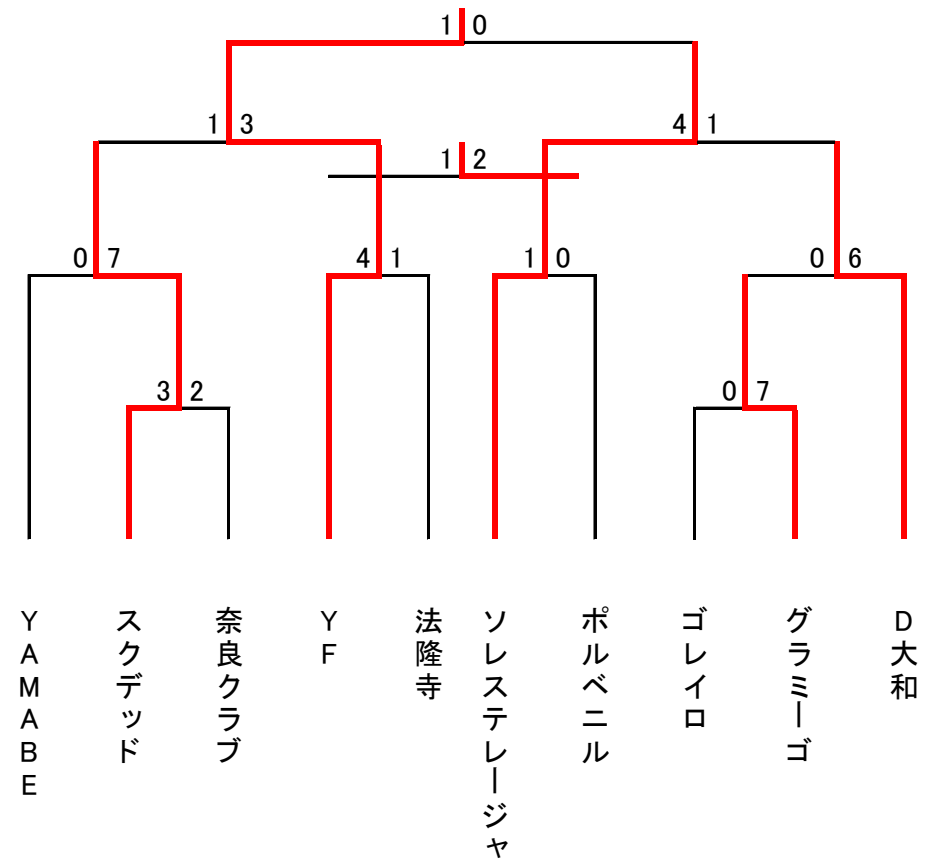 1 0
1 3
4 1
1 2
0 7
4 1
1 0
0 6
3 2
0 7
YAMABE
スクデッド
奈良クラブ
YF
法隆寺
ソレステレージャ
ポルベニル
ゴレイロ
グラミーゴ
D大和